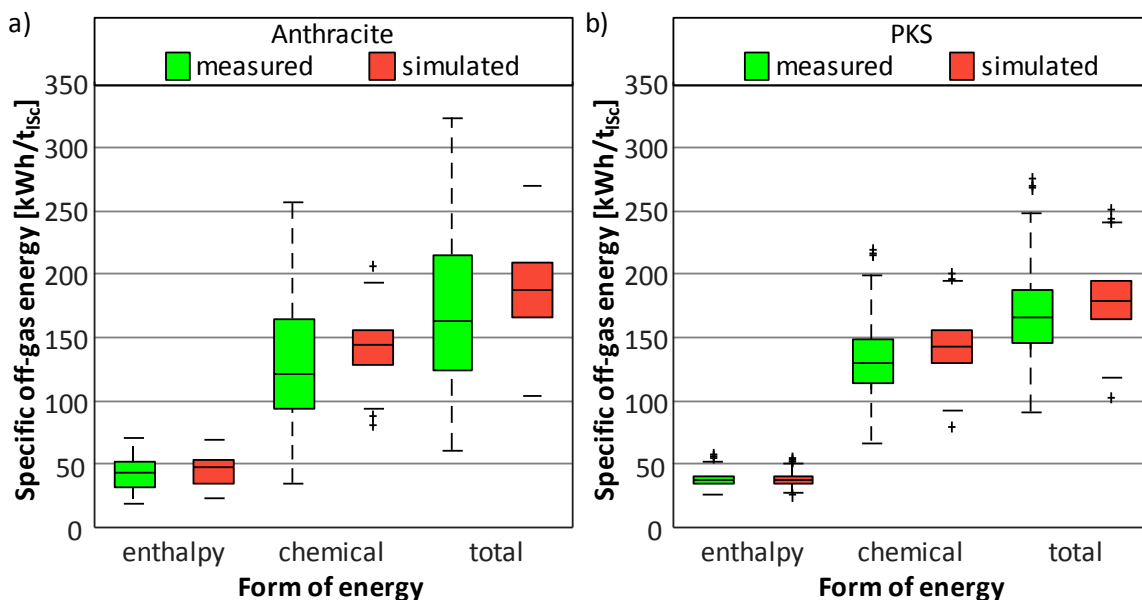 a)
Anthracite
measured simulated
Specific off-gas energy [kWh/tlsc]
350
300
250
200
150
100
50
0
enthalpy chemical total
Form of energy
b)
PKS
measured simulated
Specific off-gas energy [kWh/tlsc]
350
300
250
200
150
100
50
0
enthalpy chemical total
Form of energy